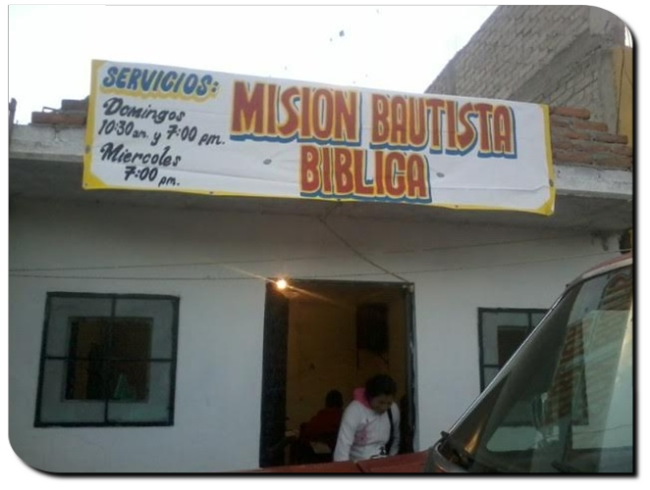 SERVICIOS:
Domingos
10:30 am. y 7:00 pm.
Miercoles
7:00 pm.
MISION BAUTISTA
BIBLICA